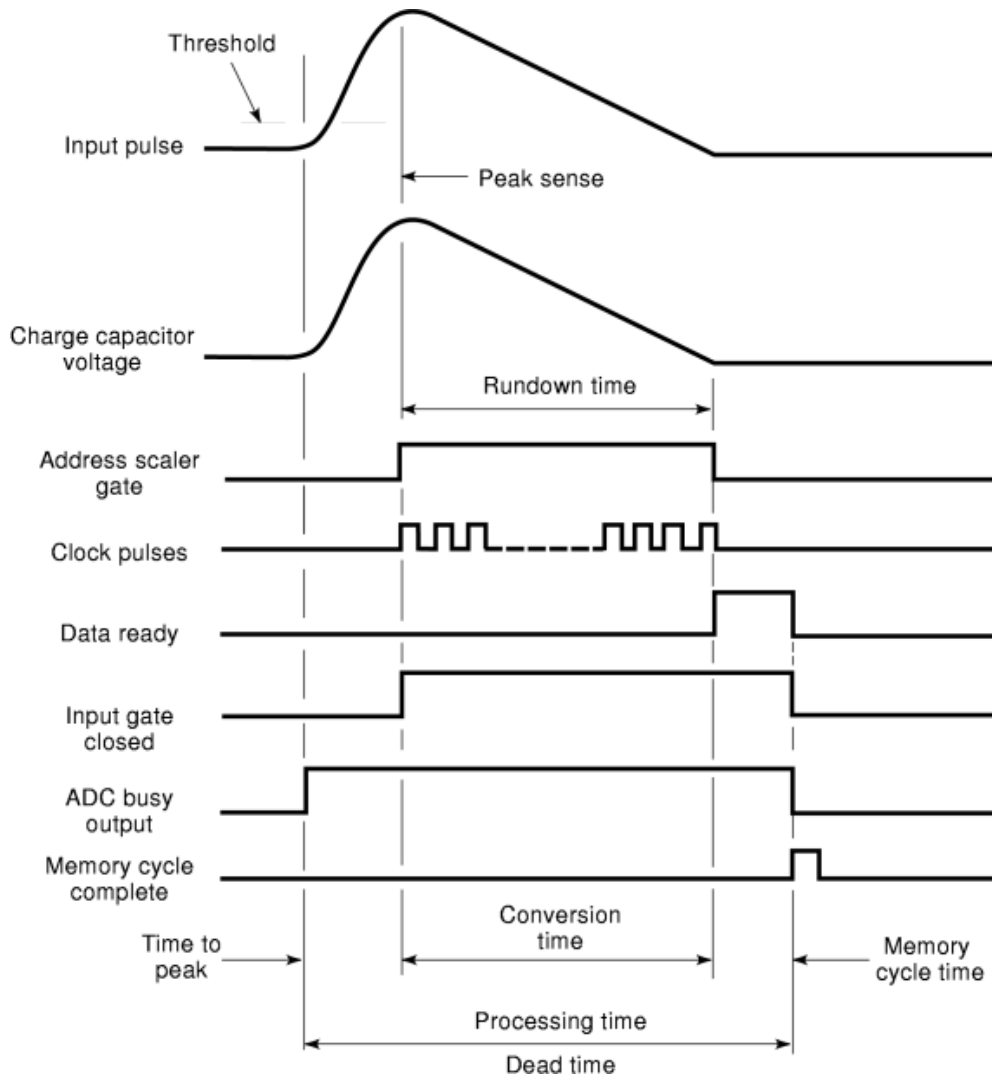 Threshold
Input pulse
Peak sense
Charge capacitor
voltage
Rundown time
Address scaler
gate
Clock pulses
Data ready
Input gate
closed
ADC busy
output
Memory cycle
complete
Time to
peak
Conversion
time
Memory
cycle time
Processing time
Dead time